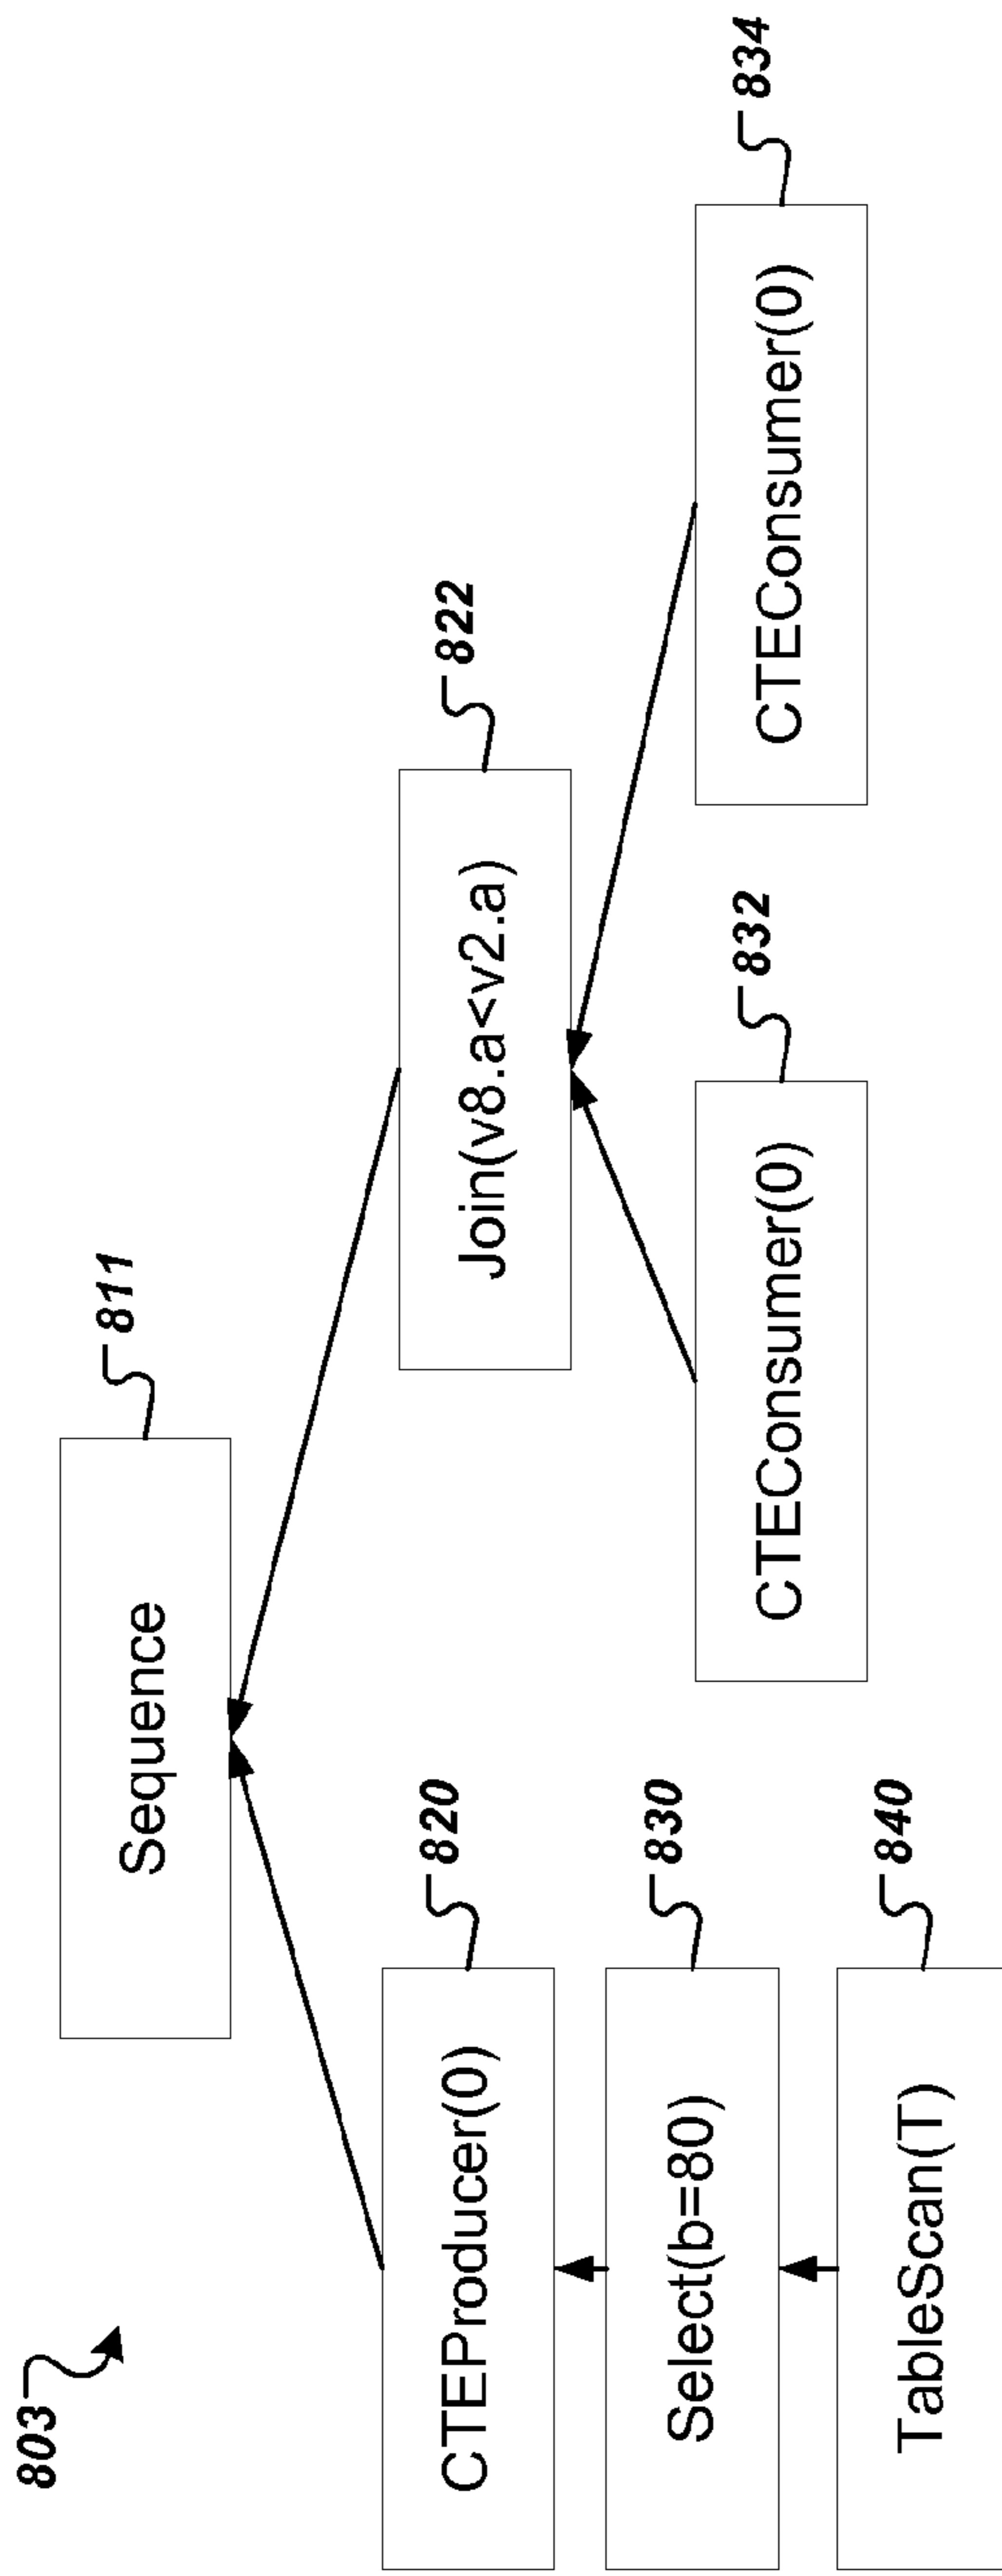 803
Sequence
811
CTEProducer(0)
820
Join(v8.a<v2.a)
822
Select(b=80)
830
CTEConsumer(0)
832
CTEConsumer(0)
834
TableScan(T)
840